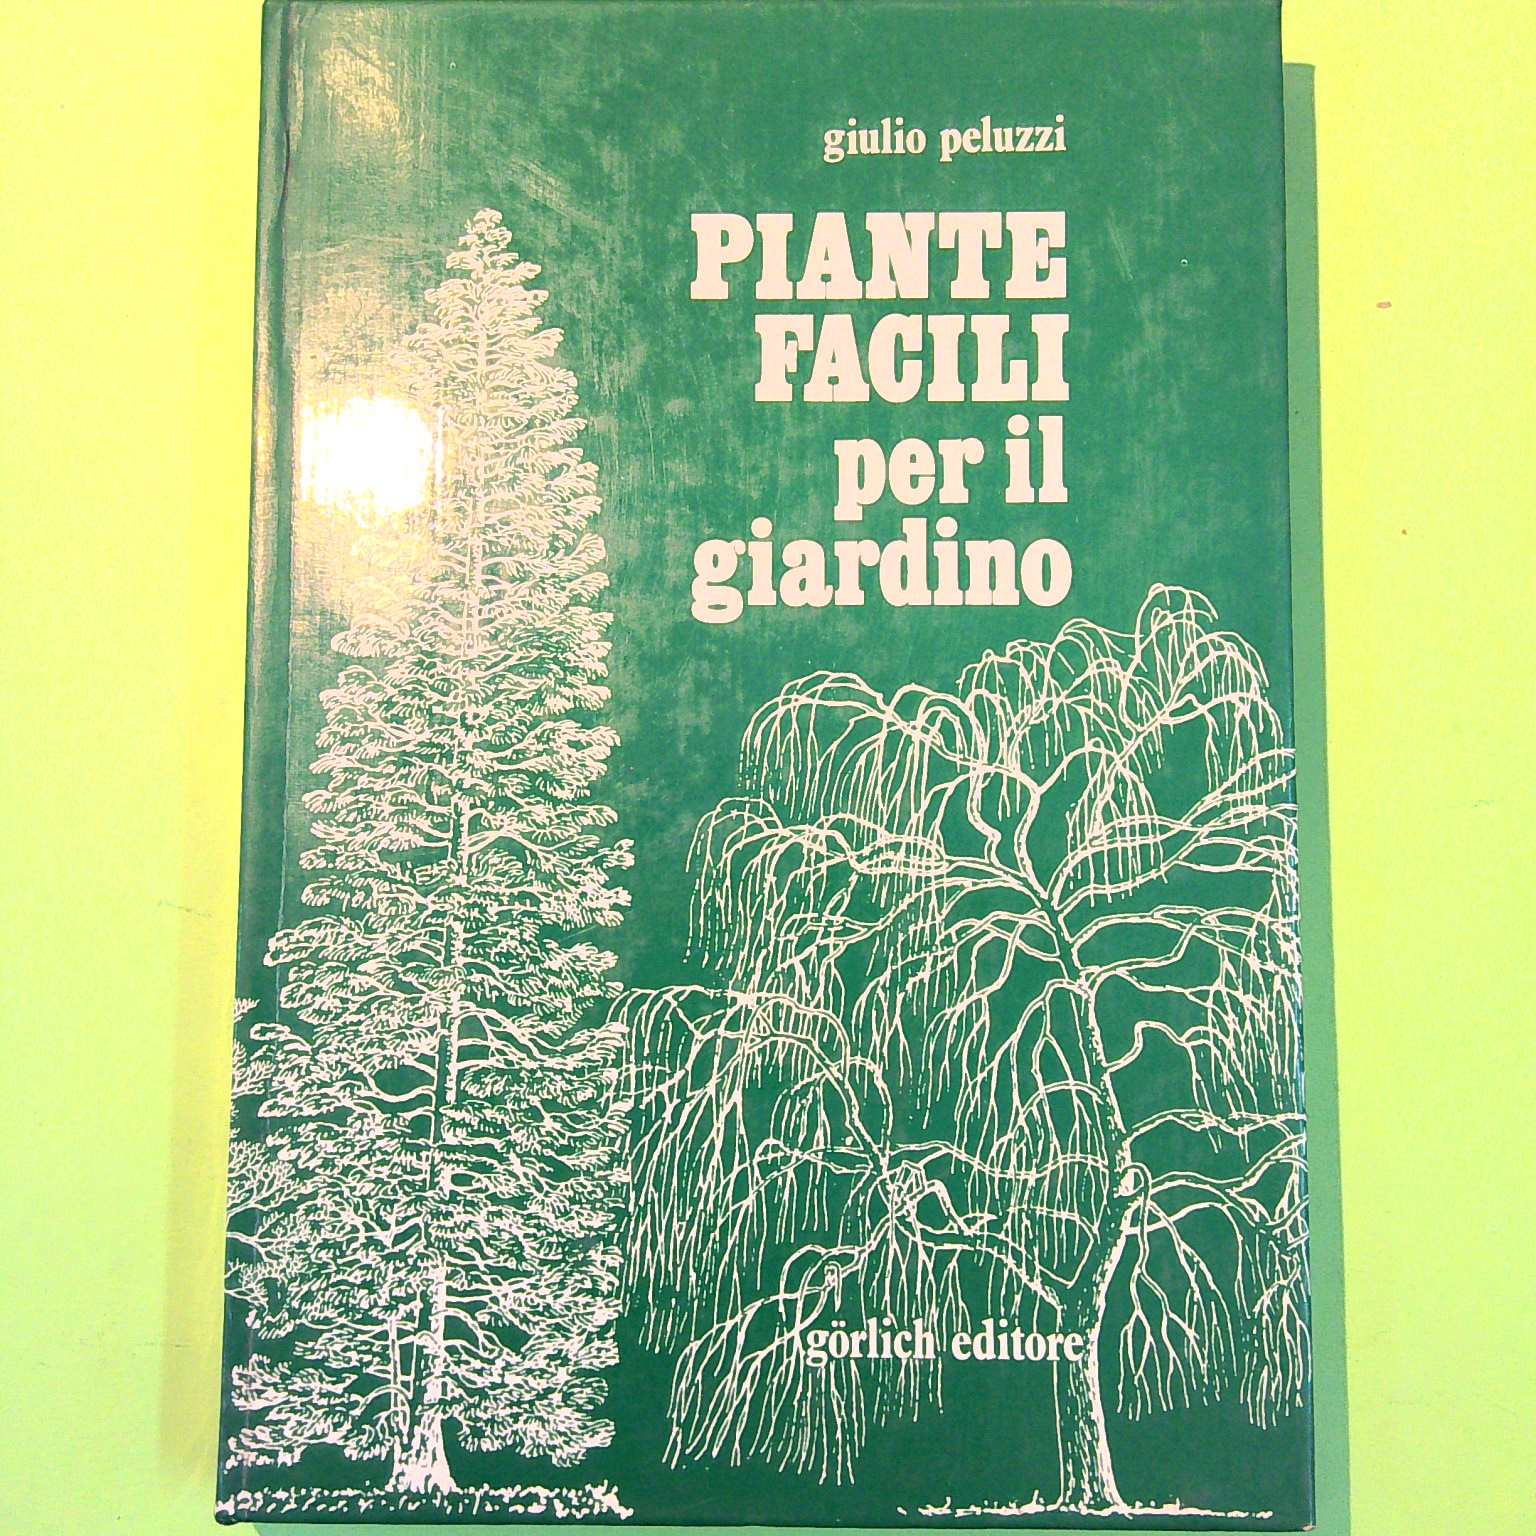 giulio peluzzi
PIANTE
FACILI
per il
giardino
görlich editore